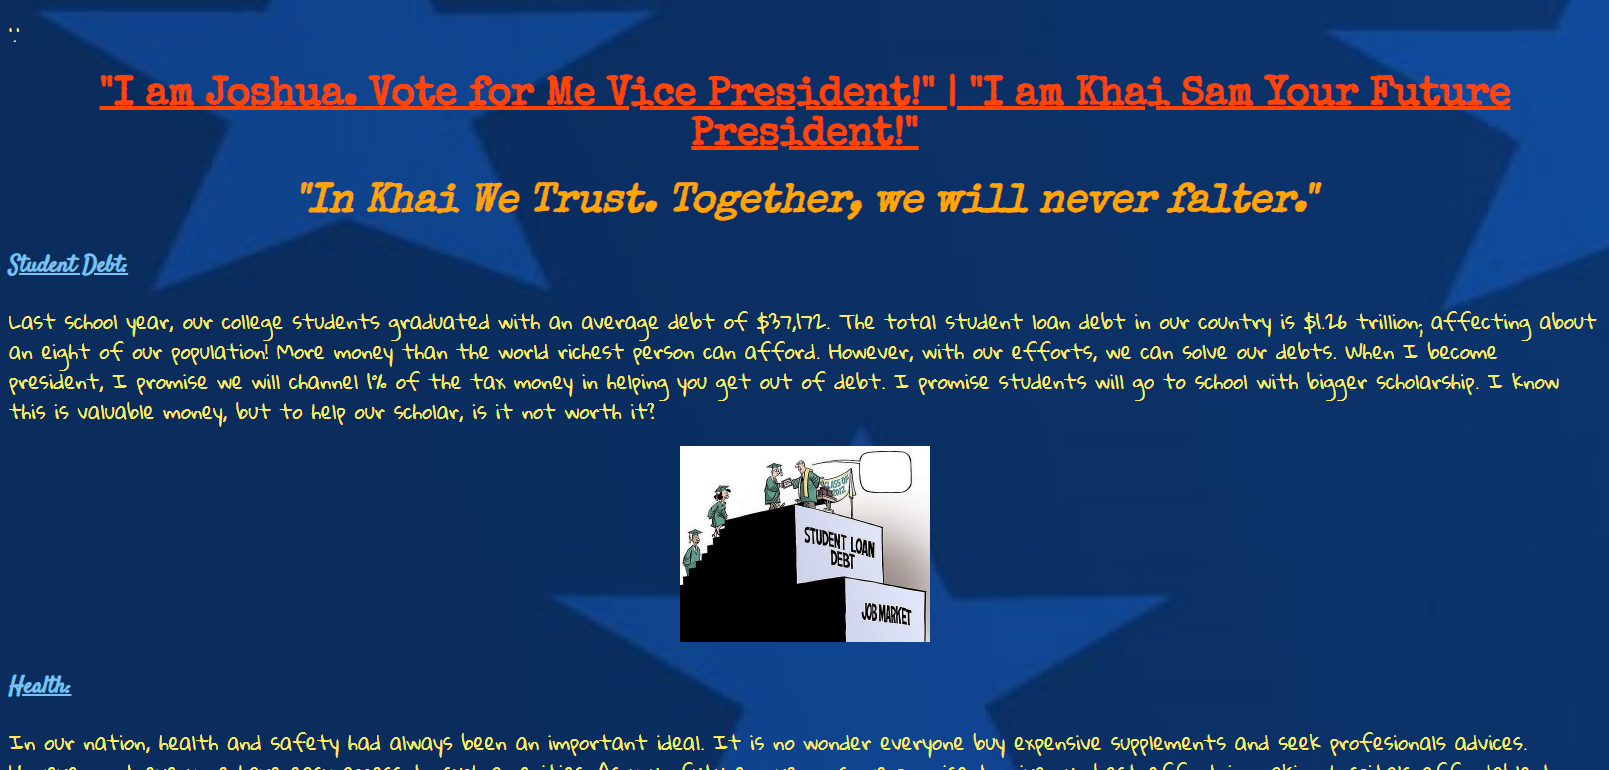 "I am Joshua. Vote for Me Vice President!" | "I am Khai Sam Your Future
President!"
"In Khai We Trust. Together, we will never falter."
Student Debt:
Last school year, our college students graduated with an average debt of $37,172. The total student loan debt in our country is $1.26 trillion; affecting about
an eight of our population! More money than the world richest person can afford. However, with our efforts, we can solve our debts. When I become
president, I promise we will channel 1% of the tax money in helping you get out of debt. I promise students will go to school with bigger scholarship. I know
this is valuable money, but to help our scholar, is it not worth it?
CLASS OF
2012
STUDENT LOAN
DEBT
JOB MARKET
Health:
In our nation, health and safety had always been an important ideal. It is no wonder everyone buy expensive supplements and seek profesionals advices.